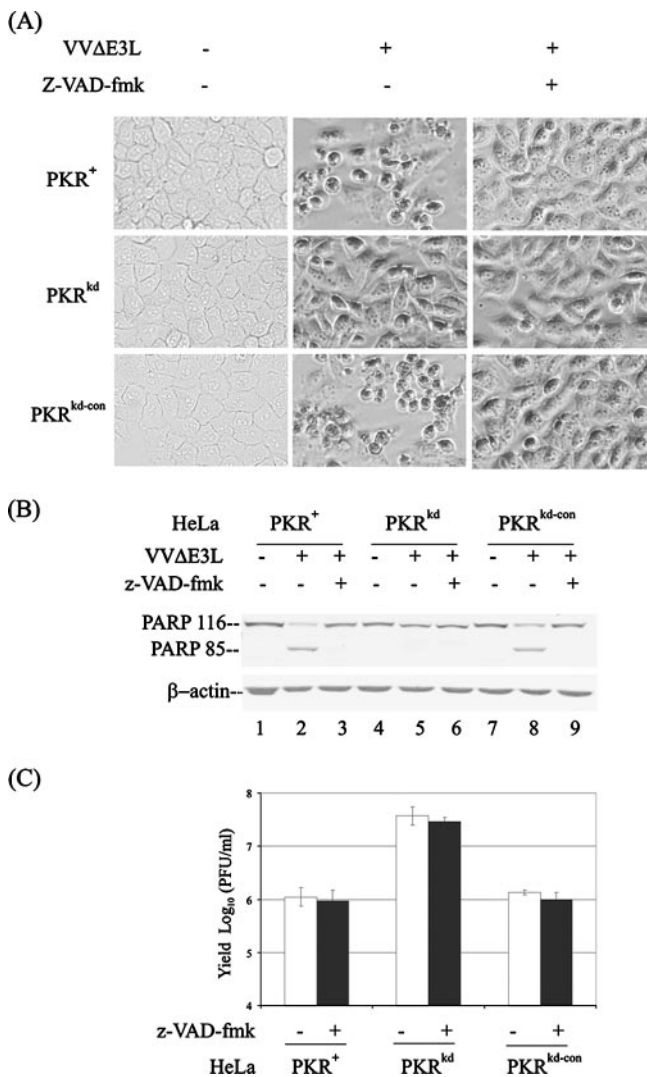 (A)
VVΔE3L - + +
Z-VAD-fmk - - +
PKR⁺
PKRᵏᵈ
PKRᵏᵈ⁻ᶜᵒⁿ
(B)
HeLa PKR⁺ PKRᵏᵈ PKRᵏᵈ⁻ᶜᵒⁿ
VVΔE3L - + + - + + - + +
z-VAD-fmk - - + - - + - - +
PARP 116--
PARP 85--
β–actin--
1 2 3 4 5 6 7 8 9
(C)
Yield Log₁₀ (PFU/ml)
8
7
6
5
4
z-VAD-fmk - + - + - +
HeLa PKR⁺ PKRᵏᵈ PKRᵏᵈ⁻ᶜᵒⁿ